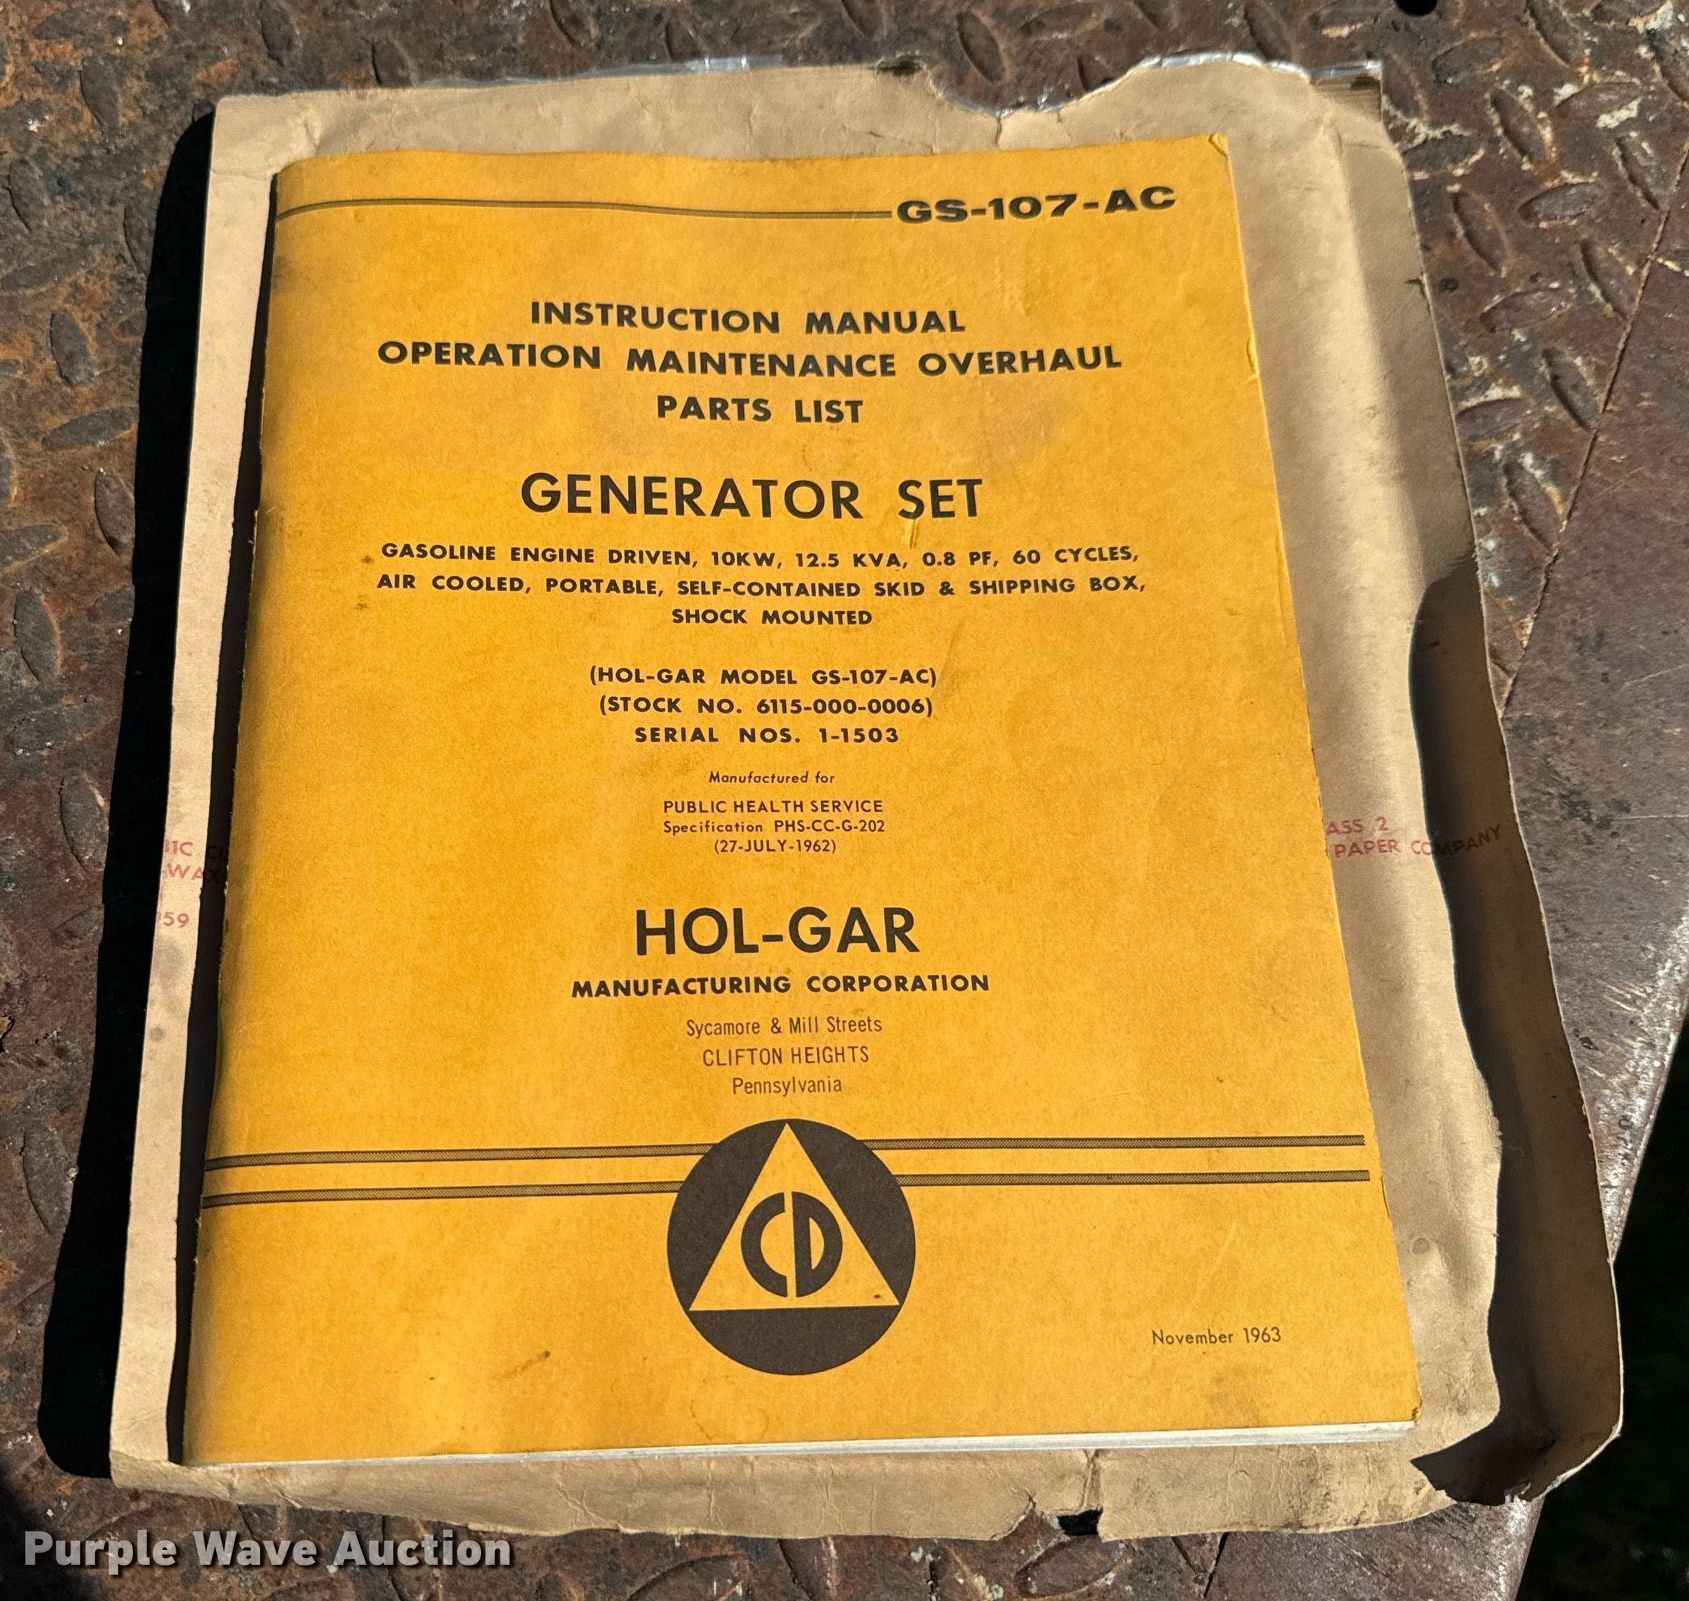 GS-107-AC
INSTRUCTION MANUAL
OPERATION MAINTENANCE OVERHAUL
PARTS LIST
GENERATOR SET
GASOLINE ENGINE DRIVEN, 10KW, 12.5 KVA, 0.8 PF, 60 CYCLES,
AIR COOLED, PORTABLE, SELF-CONTAINED SKID & SHIPPING BOX,
SHOCK MOUNTED
(HOL-GAR MODEL GS-107-AC)
(STOCK NO. 6115-000-0006)
SERIAL NOS. 1-1503
Manufactured for
PUBLIC HEALTH SERVICE
Specification PHS-CC-G-202
(27-JULY-1962)
HOL-GAR
MANUFACTURING CORPORATION
Sycamore & Mill Streets
CLIFTON HEIGHTS
Pennsylvania
CD
November 1963
ASS 2
PAPER COMPANY
WAX
59
Purple Wave Auction